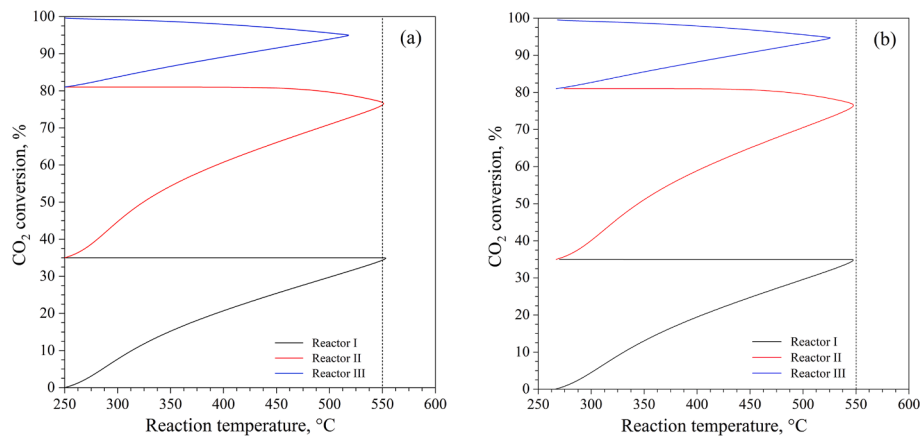 (a)
CO₂ conversion, %
100
90
80
70
60
50
40
30
20
10
0
Reactor I
Reactor II
Reactor III
250 300 350 400 450 500 550 600
Reaction temperature, °C
(b)
CO₂ conversion, %
100
90
80
70
60
50
40
30
20
10
0
Reactor I
Reactor II
Reactor III
250 300 350 400 450 500 550 600
Reaction temperature, °C